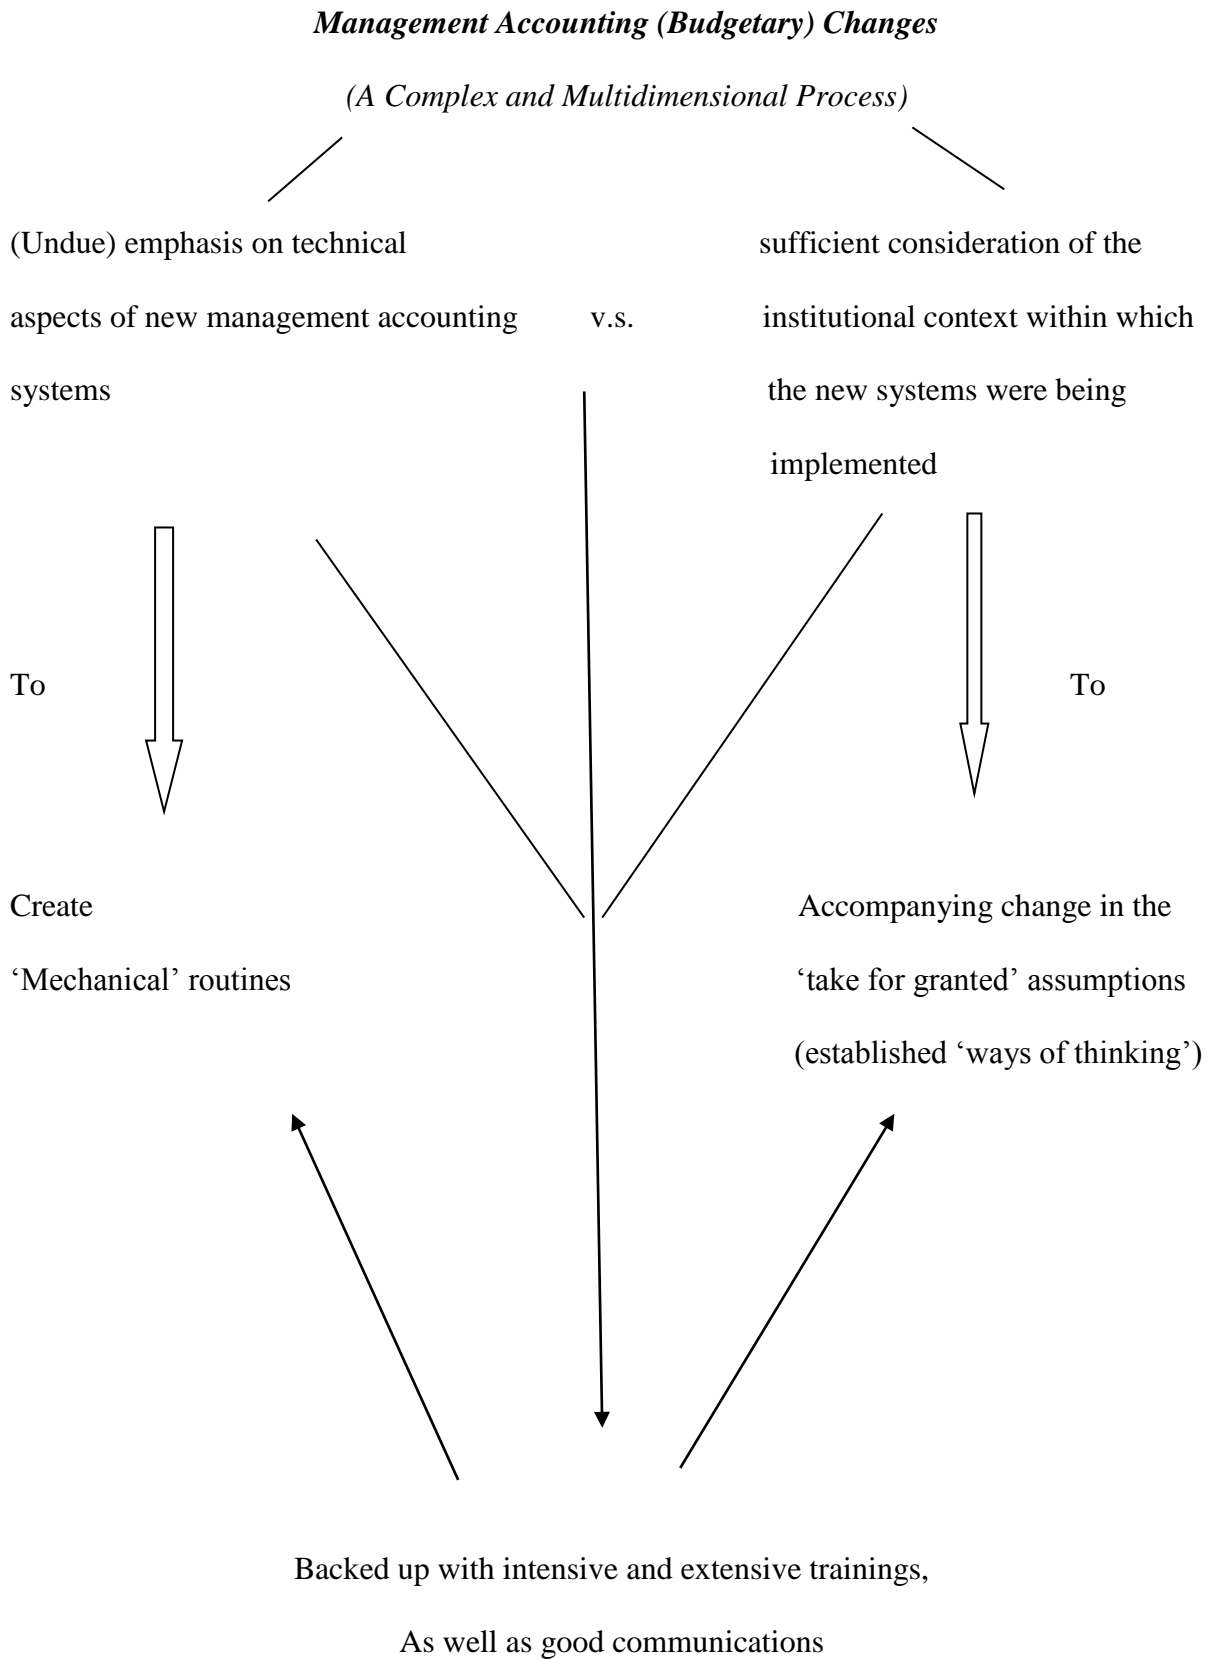 Management Accounting (Budgetary) Changes
(A Complex and Multidimensional Process)
(Undue) emphasis on technical
aspects of new management accounting
systems
v.s.
sufficient consideration of the
institutional context within which
the new systems were being
implemented
To
To
Create
‘Mechanical’ routines
Accompanying change in the
‘take for granted’ assumptions
(established ‘ways of thinking’)
Backed up with intensive and extensive trainings,
As well as good communications